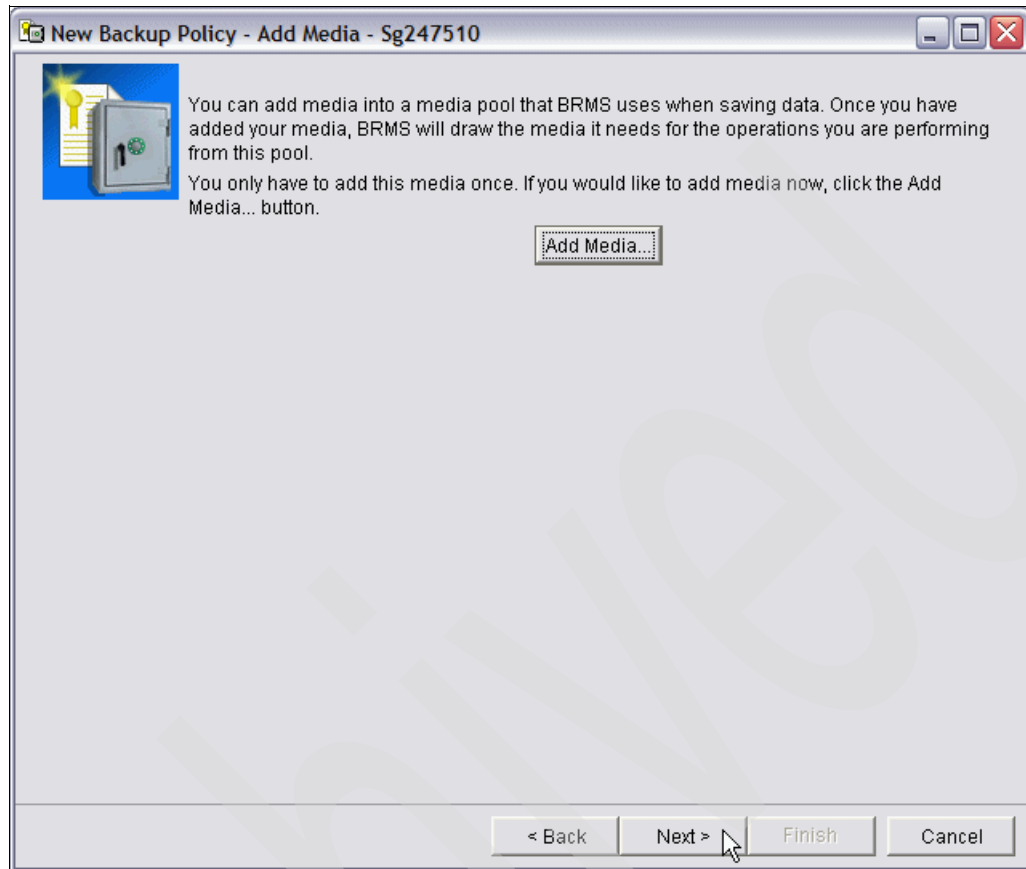 New Backup Policy - Add Media - Sg247510
You can add media into a media pool that BRMS uses when saving data. Once you have
added your media, BRMS will draw the media it needs for the operations you are performing
from this pool.
You only have to add this media once. If you would like to add media now, click the Add
Media... button.
Add Media...
< Back Next > Finish Cancel